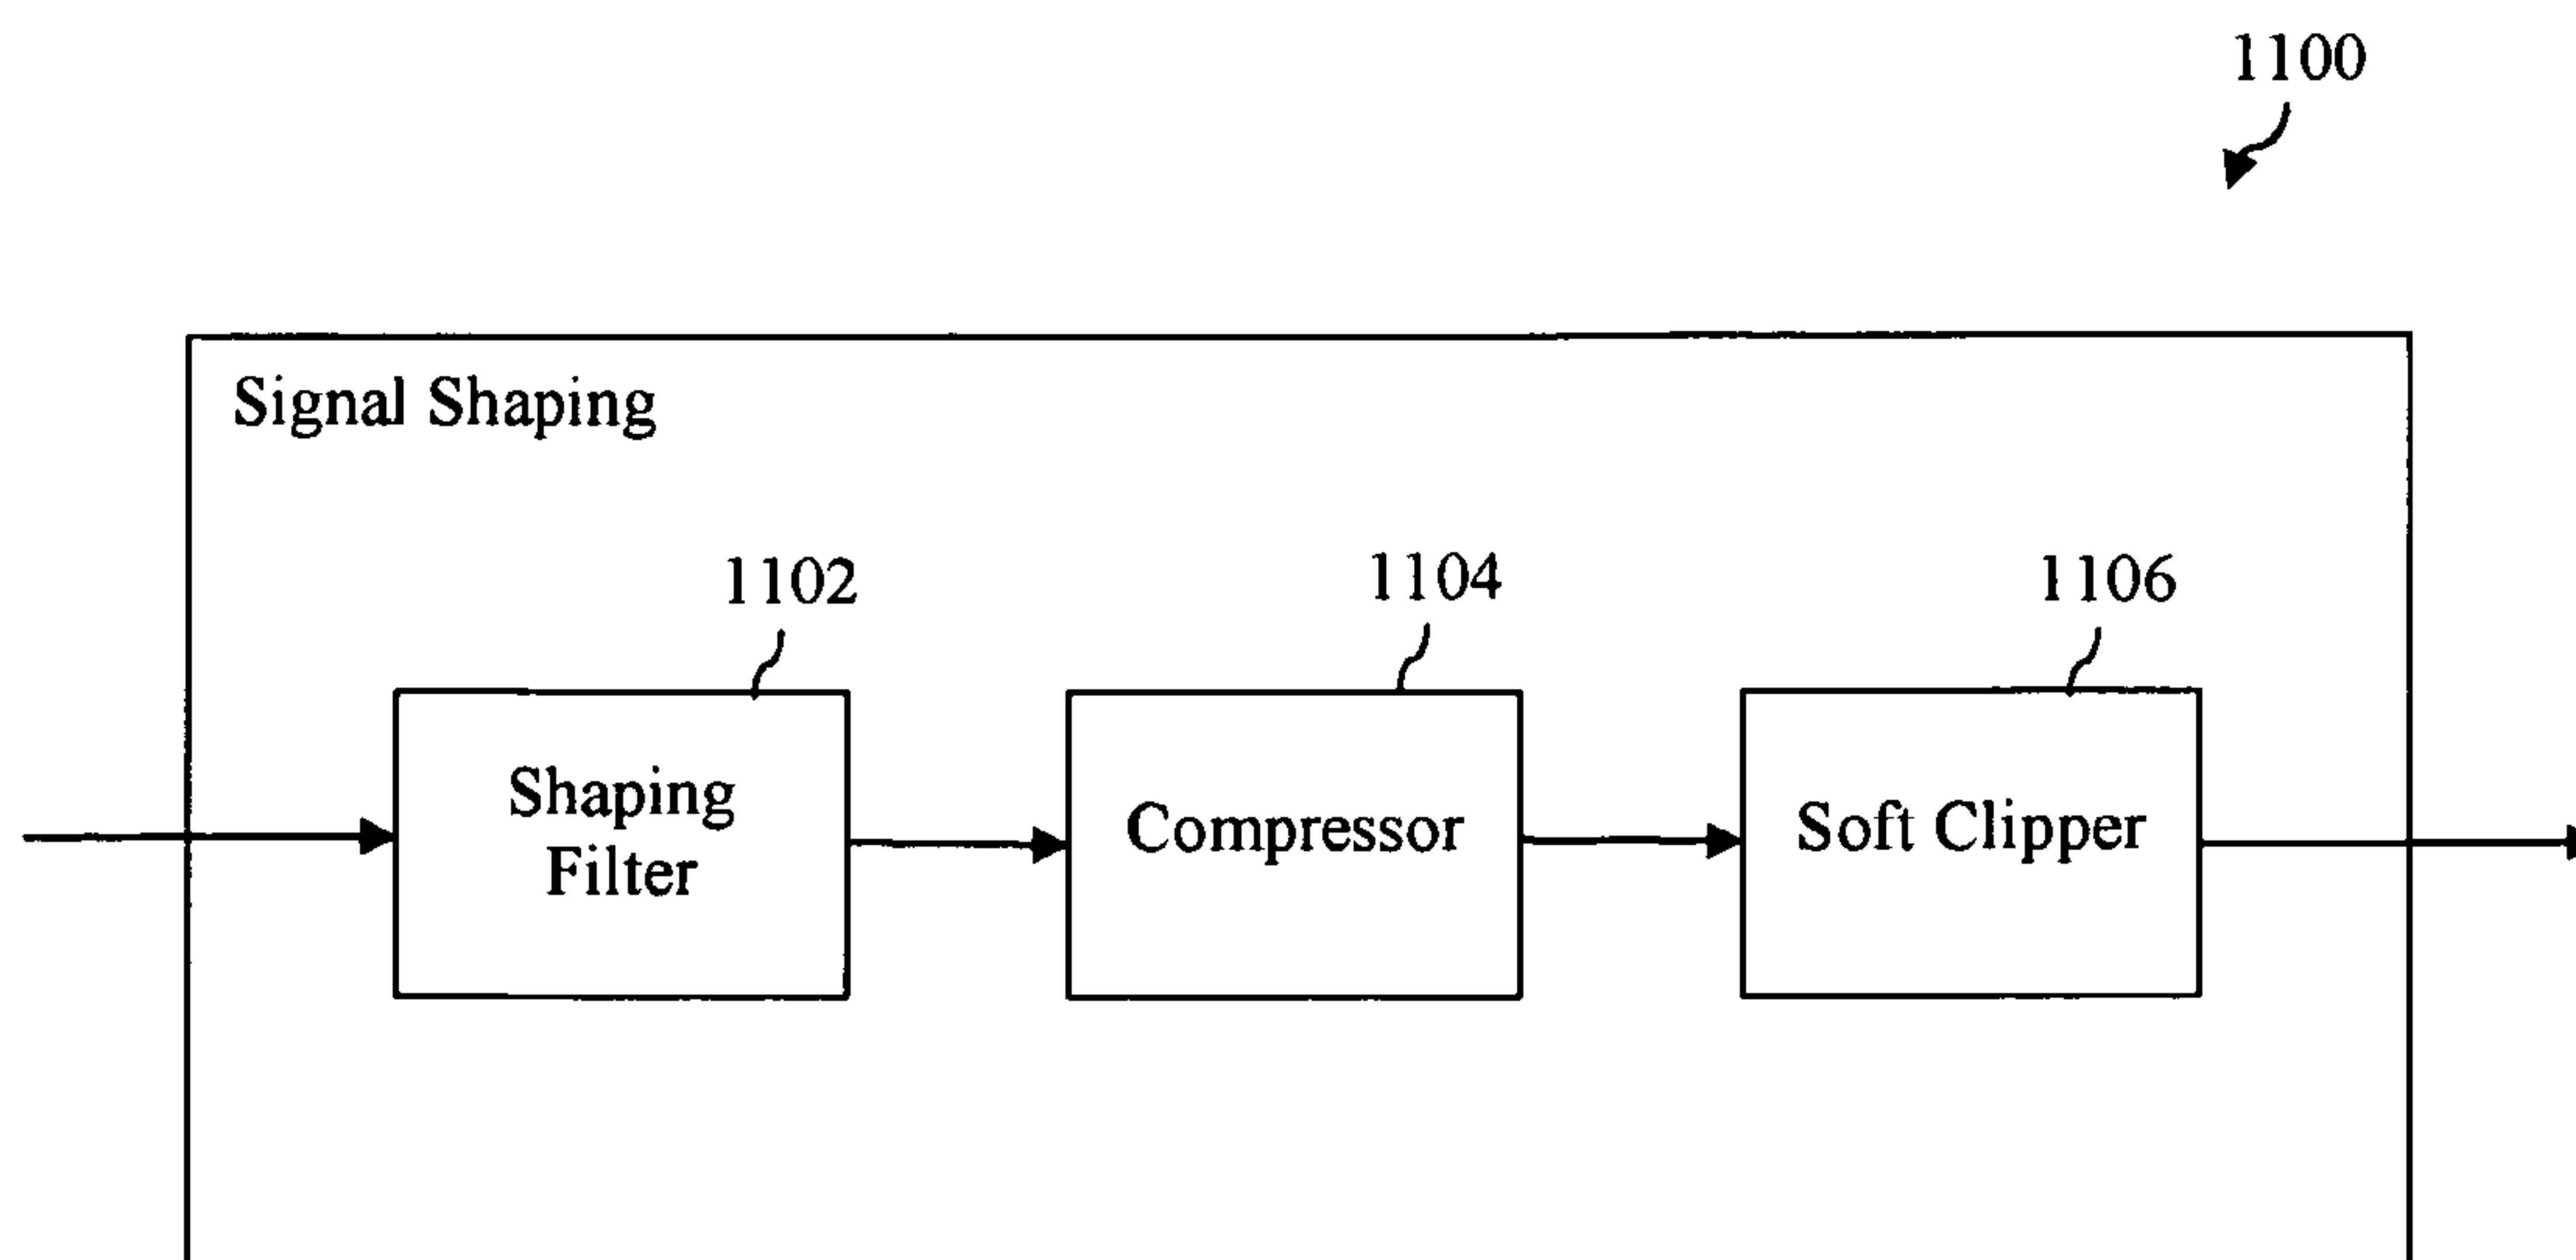 1100
Signal Shaping
1102
1104
1106
Shaping
Filter
Compressor
Soft Clipper